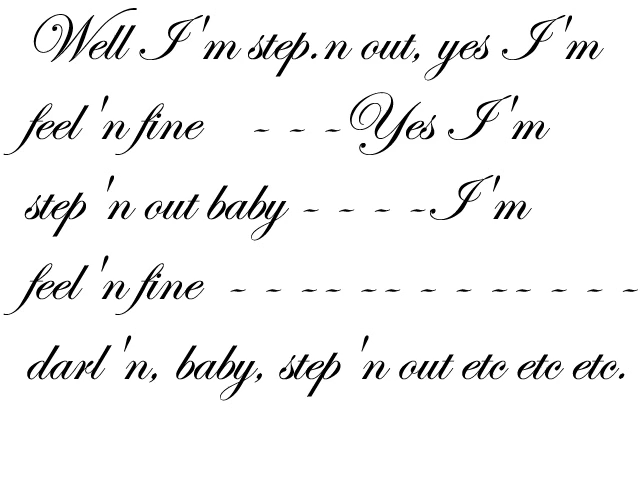 Well I 'm step.n out, yes I 'm
feel 'n fine - - -Yes I 'm
step 'n out baby - - - -I 'm
feel 'n fine - - -- -- - - -- - - -
darl 'n, baby, step 'n out etc etc etc.